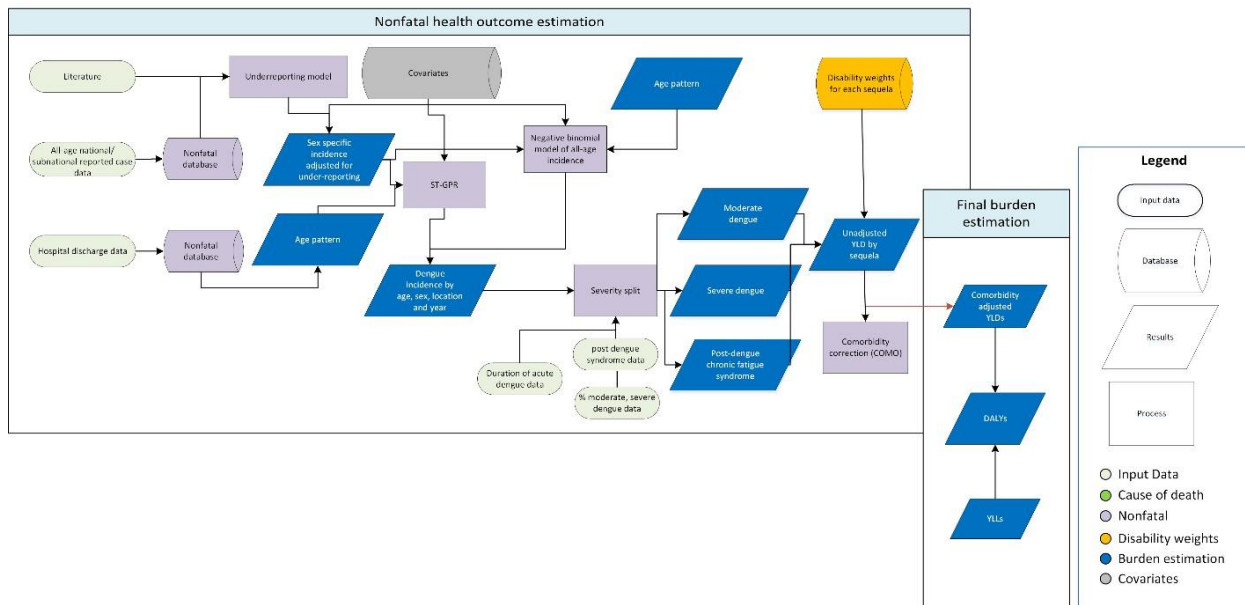 Nonfatal health outcome estimation
Literature
Underreporting model
Covariates
Age pattern
Disability weights
for each sequela
All-age national/
subnational reported case
data
Nonfatal
database
Sex specific
incidence
adjusted for
under-reporting
Negative binomial
model of all-age
incidence
ST-GPR
Hospital discharge data
Nonfatal
database
Age pattern
Dengue
Incidence by
age, sex, location
and year
Severity split
Moderate
dengue
Severe dengue
Post-dengue
chronic fatigue
syndrome
Unadjusted
YLD by
sequela
Comorbidity
correction (COMO)
Duration of acute
dengue data
post dengue
syndrome data
% moderate, severe
dengue data
Final burden
estimation
Comorbidity
adjusted
YLDs
DALYs
YLLs
Legend
Input data
Database
Results
Process
Input Data
Cause of death
Nonfatal
Disability weights
Burden estimation
Covariates